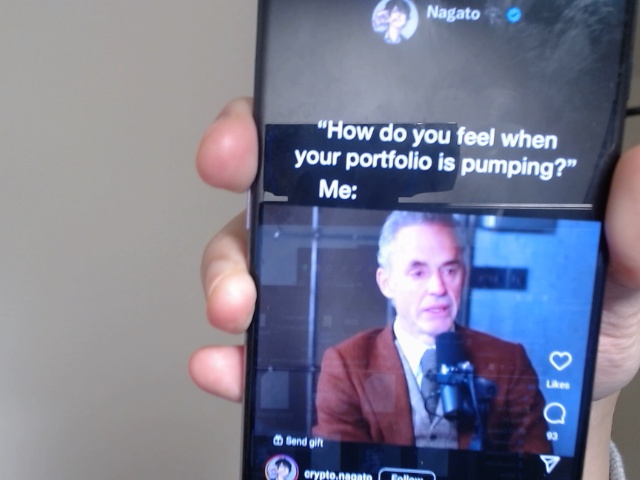 Nagato
“How do you feel when
your portfolio is pumping?”
Me:
Likes
93
Send gift
crypto.nagato
Follow